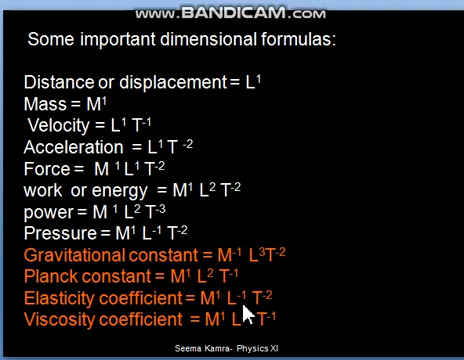 www.BANDICAM.com
Some important dimensional formulas:
Distance or displacement = L¹
Mass = M¹
Velocity = L¹ T⁻¹
Acceleration = L¹ T ⁻²
Force = M ¹ L¹ T⁻²
work or energy = M¹ L² T⁻²
power = M ¹ L² T⁻³
Pressure = M¹ L⁻¹ T⁻²
Gravitational constant = M⁻¹ L³T⁻²
Planck constant = M¹ L² T⁻¹
Elasticity coefficient = M¹ L⁻¹ T⁻²
Viscosity coefficient = M¹ L T⁻¹
Seema Kamra- Physics XI